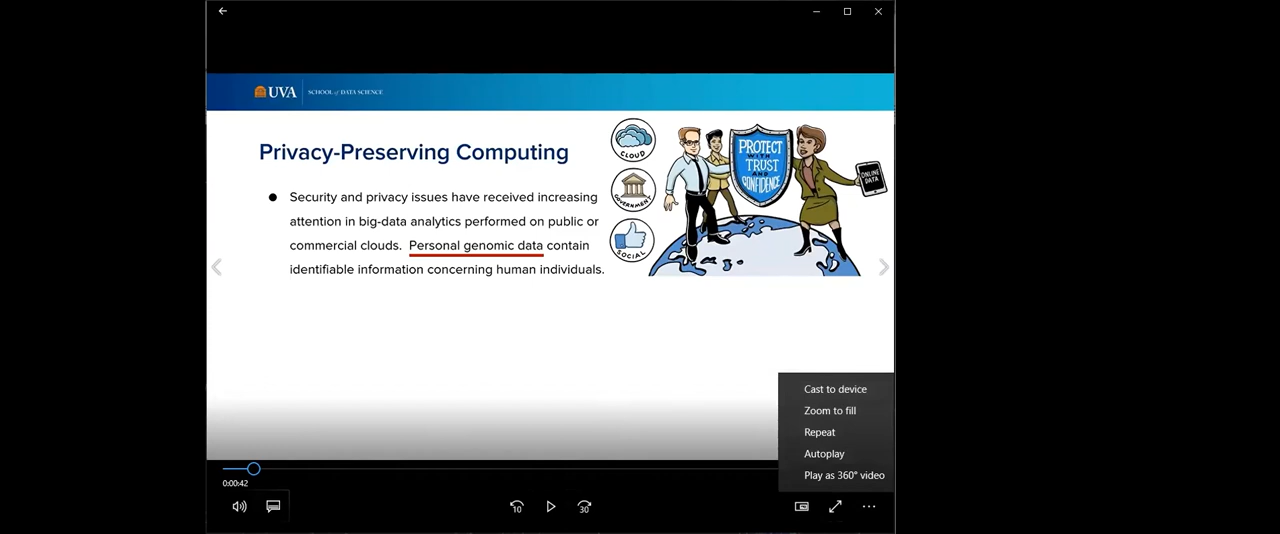 UVA SCHOOL of DATA SCIENCE
Privacy-Preserving Computing
● Security and privacy issues have received increasing
attention in big-data analytics performed on public or
commercial clouds. Personal genomic data contain
identifiable information concerning human individuals.
CLOUD
GOVERNMENT
SOCIAL
PROTECT
WITH
TRUST
AND
CONFIDENCE
ONLINE
DATA
Cast to device
Zoom to fill
Repeat
Autoplay
Play as 360° video
0:00:42
10
30